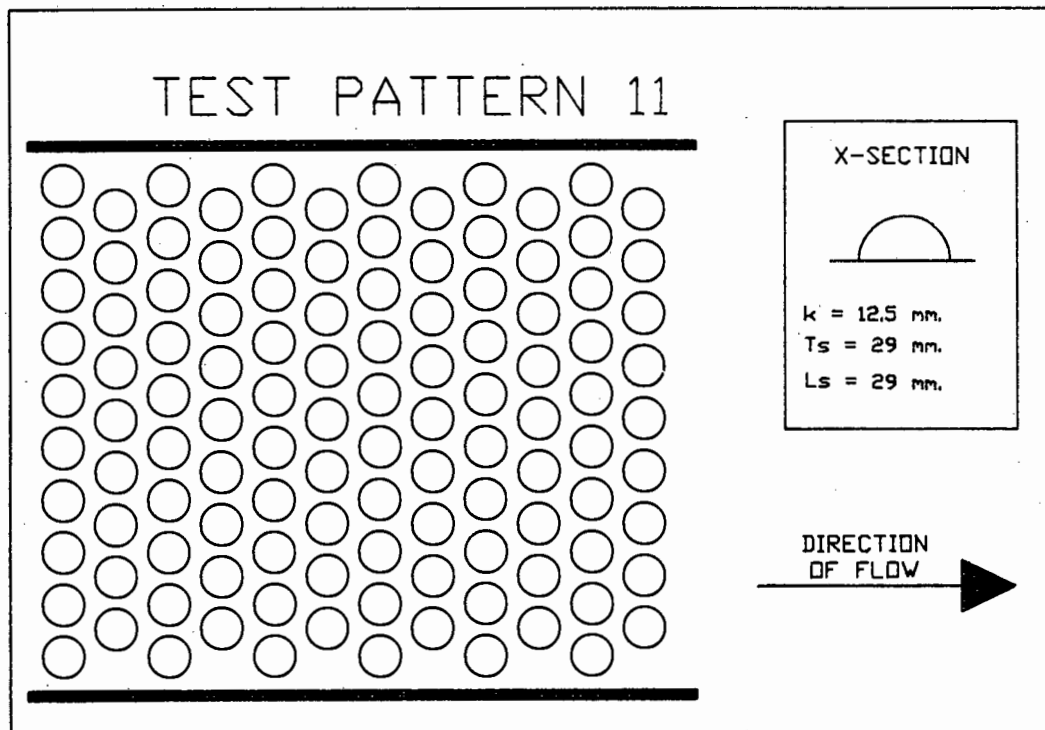 TEST PATTERN 11
X-SECTION
k = 12.5 mm.
Ts = 29 mm.
Ls = 29 mm.
DIRECTION
OF FLOW